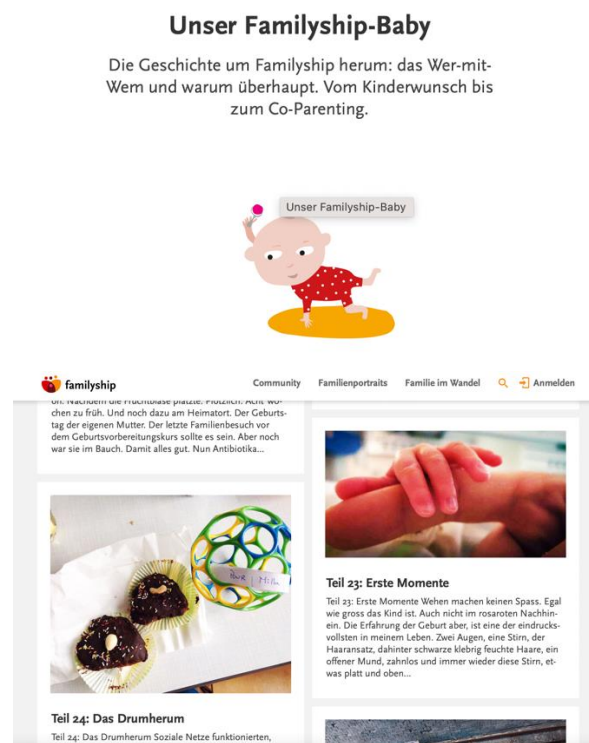 Unser Familyship-Baby
Die Geschichte um Familyship herum: das Wer-mit-
Wem und warum überhaupt. Vom Kinderwunsch bis
zum Co-Parenting.
Unser Familyship-Baby
familyship
Community
Familienportraits
Familie im Wandel
Anmelden
on. Nachdem die Fruchtblase platzte. Plötzlich. Acht Wo-
chen zu früh. Und noch dazu am Heimatort. Der Geburts-
tag der eigenen Mutter. Der letzte Familienbesuch vor
dem Geburtsvorbereitungskurs sollte es sein. Aber noch
war sie im Bauch. Damit alles gut. Nun Antibiotika...
Teil 24: Das Drumherum
Teil 24: Das Drumherum Soziale Netze funktionierten,
Teil 23: Erste Momente
Teil 23: Erste Momente Wehen machen keinen Spass. Egal
wie gross das Kind ist. Auch nicht im rosaroten Nachhin-
ein. Die Erfahrung der Geburt aber, ist eine der eindrucks-
vollsten in meinem Leben. Zwei Augen, eine Stirn, der
Haaransatz, dahinter schwarze klebrig feuchte Haare, ein
offener Mund, zahnlos und immer wieder diese Stirn, et-
was platt und oben...